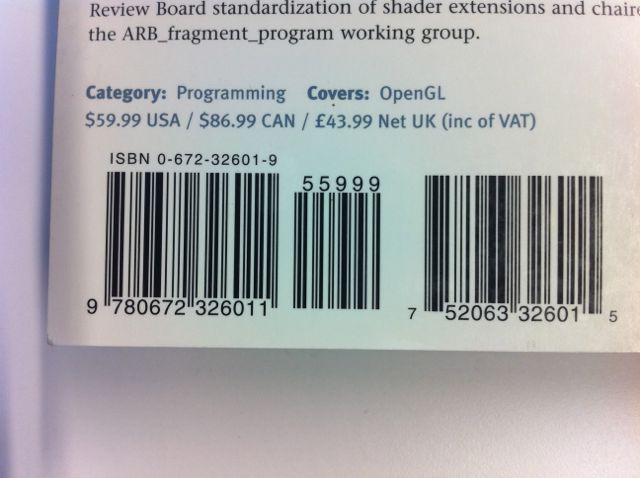 Review Board standardization of shader extensions and chaire
the ARB_fragment_program working group.
Category: Programming Covers: OpenGL
$59.99 USA / $86.99 CAN / £43.99 Net UK (inc of VAT)
ISBN 0-672-32601-9
55999
9 780672 326011
7 52063 32601 5